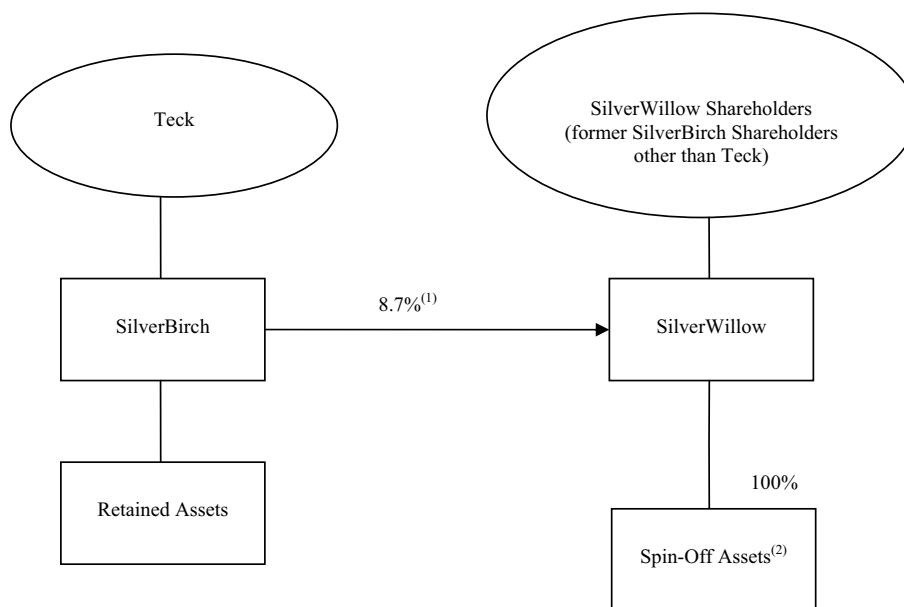 Teck
SilverWillow Shareholders
(former SilverBirch Shareholders
other than Teck)
SilverBirch
8.7%(1)
SilverWillow
Retained Assets
100%
Spin-Off Assets(2)